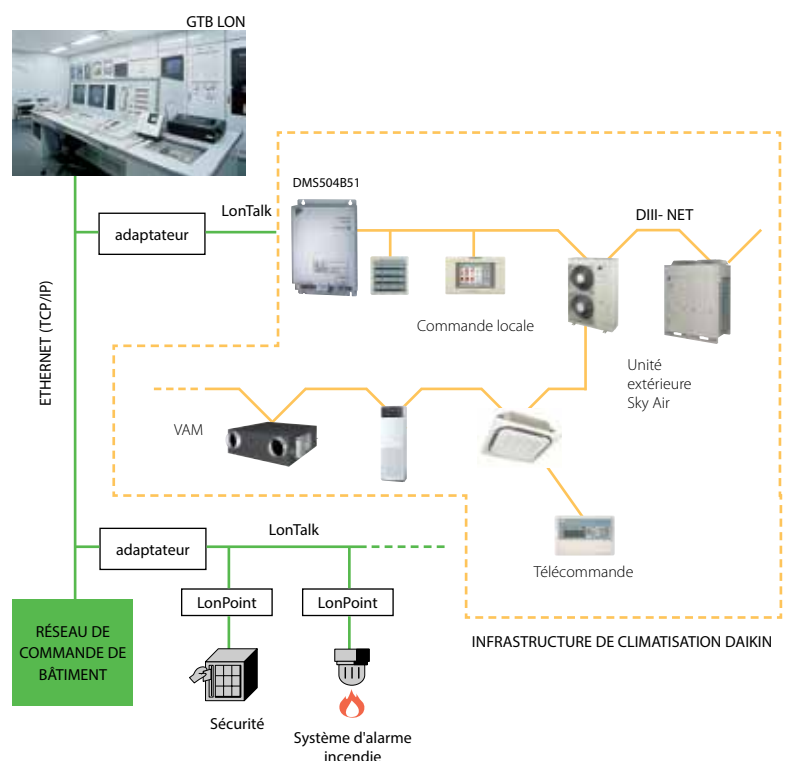 GTB LON
DMS504B51
LonTalk
adaptateur
DIII- NET
ETHERNET (TCP/IP)
Commande locale
Unité
extérieure
Sky Air
VAM
LonTalk
adaptateur
Télécommande
LonPoint
LonPoint
RÉSEAU DE
COMMANDE DE
BÂTIMENT
INFRASTRUCTURE DE CLIMATISATION DAIKIN
Sécurité
Système d'alarme
incendie